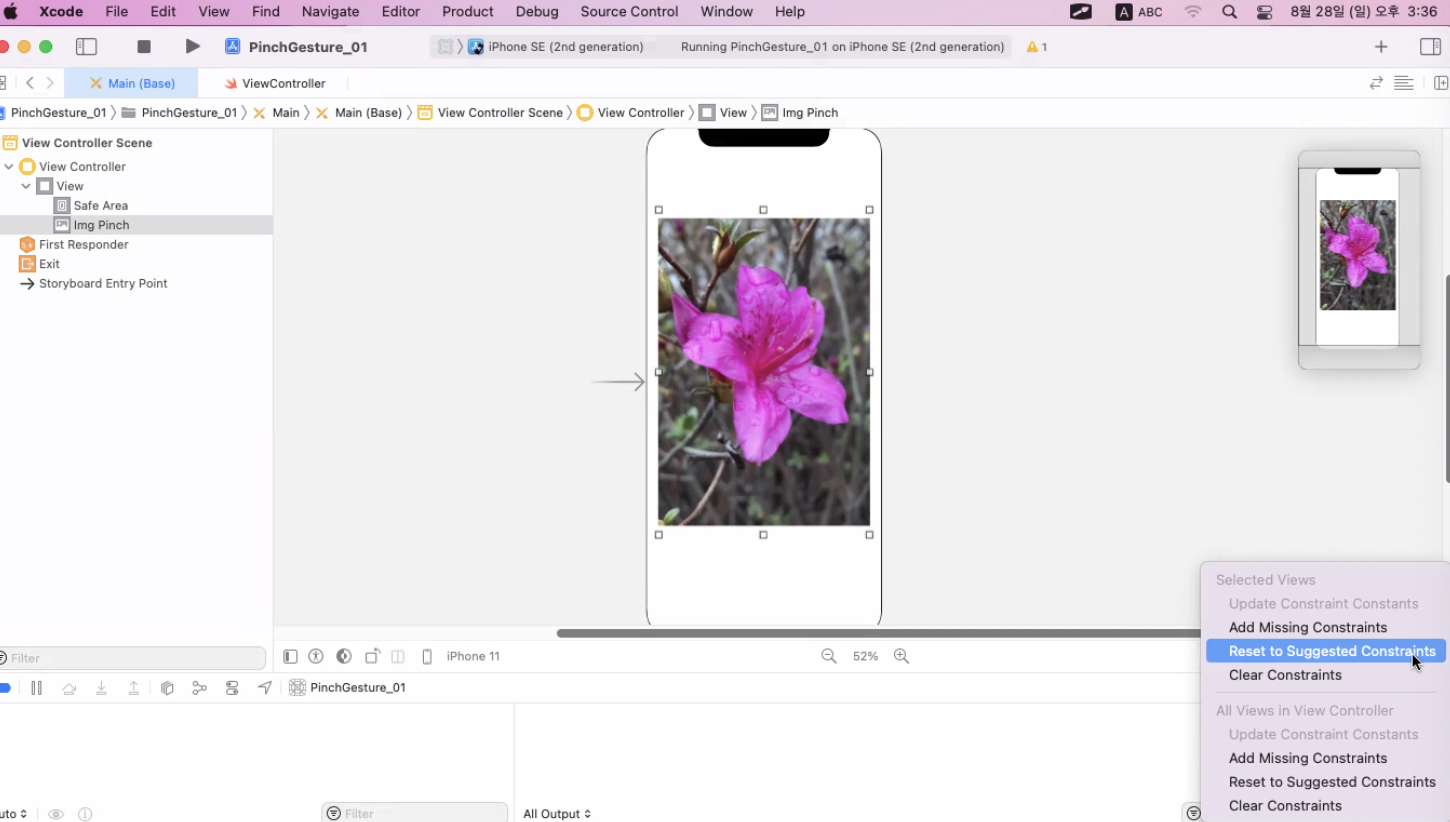 Xcode File Edit View Find Navigate Editor Product Debug Source Control Window Help A ABC 8월 28일 (일) 오후 3:36
PinchGesture_01 iPhone SE (2nd generation) Running PinchGesture_01 on iPhone SE (2nd generation) 1
Main (Base) ViewController
PinchGesture_01 PinchGesture_01 Main Main (Base) View Controller Scene View Controller View Img Pinch
View Controller Scene
View Controller
View
Safe Area
Img Pinch
First Responder
Exit
Storyboard Entry Point
Filter
iPhone 11 52%
PinchGesture_01
Selected Views
Update Constraint Constants
Add Missing Constraints
Reset to Suggested Constraints
Clear Constraints
All Views in View Controller
Update Constraint Constants
Add Missing Constraints
Reset to Suggested Constraints
Clear Constraints
uto Filter All Output